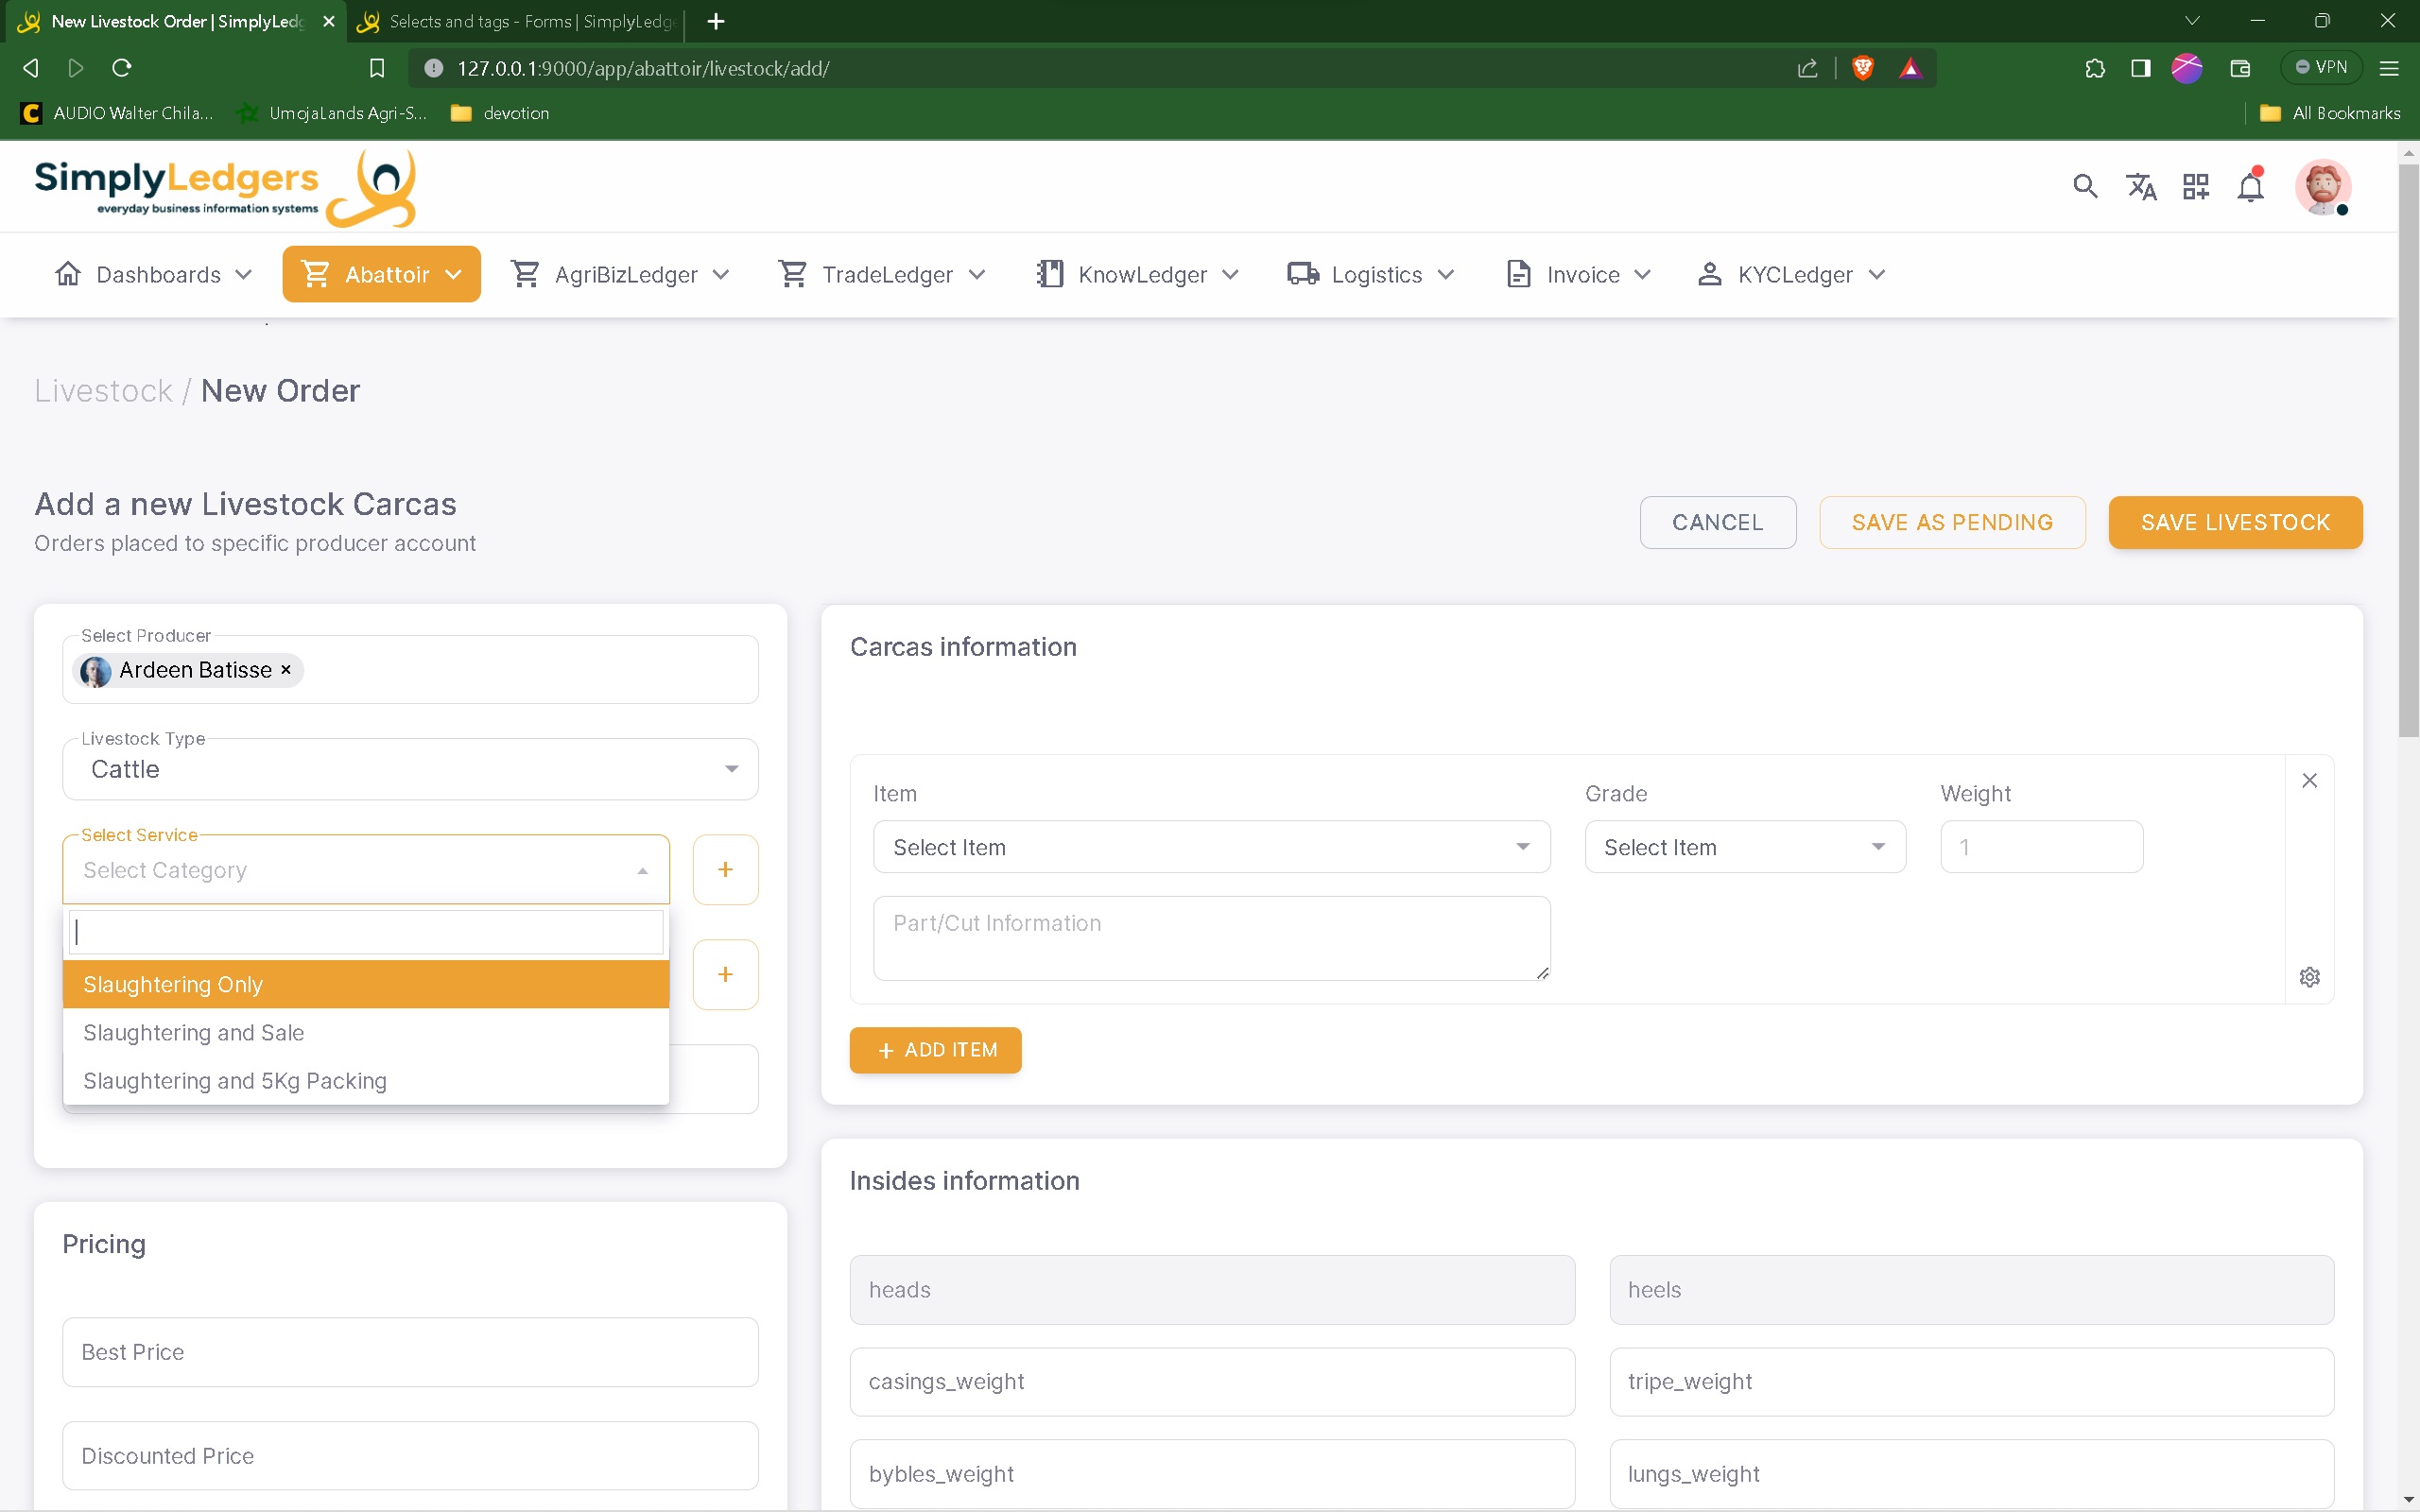 New Livestock Order | SimplyLed
Selects and tags - Forms | SimplyLedg
127.0.0.1:9000/app/abattoir/livestock/add/
VPN
AUDIO Walter Chila...
UmojaLands Agri-S...
devotion
All Bookmarks
SimplyLedgers
everyday business information systems
Dashboards
Abattoir
AgriBizLedger
TradeLedger
KnowLedger
Logistics
Invoice
KYCLedger
Livestock / New Order
Add a new Livestock Carcas
Orders placed to specific producer account
CANCEL
SAVE AS PENDING
SAVE LIVESTOCK
Select Producer
Ardeen Batisse ×
Livestock Type
Cattle
Select Service
Select Category
+
Slaughtering Only
Slaughtering and Sale
Slaughtering and 5Kg Packing
+
Pricing
Best Price
Discounted Price
Carcas information
Item
Grade
Weight
Select Item
Select Item
1
Part/Cut Information
+ ADD ITEM
Insides information
heads
heels
casings_weight
tripe_weight
bybles_weight
lungs_weight